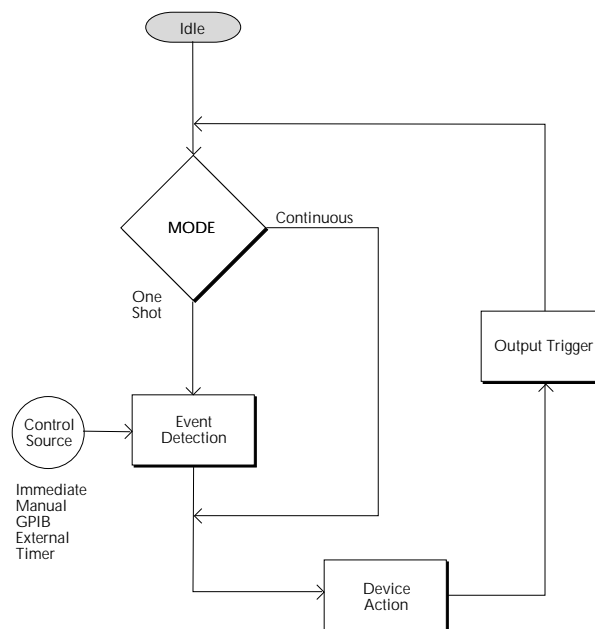 Idle
MODE
Continuous
One
Shot
Output Trigger
Control
Source
Event
Detection
Immediate
Manual
GPIB
External
Timer
Device
Action